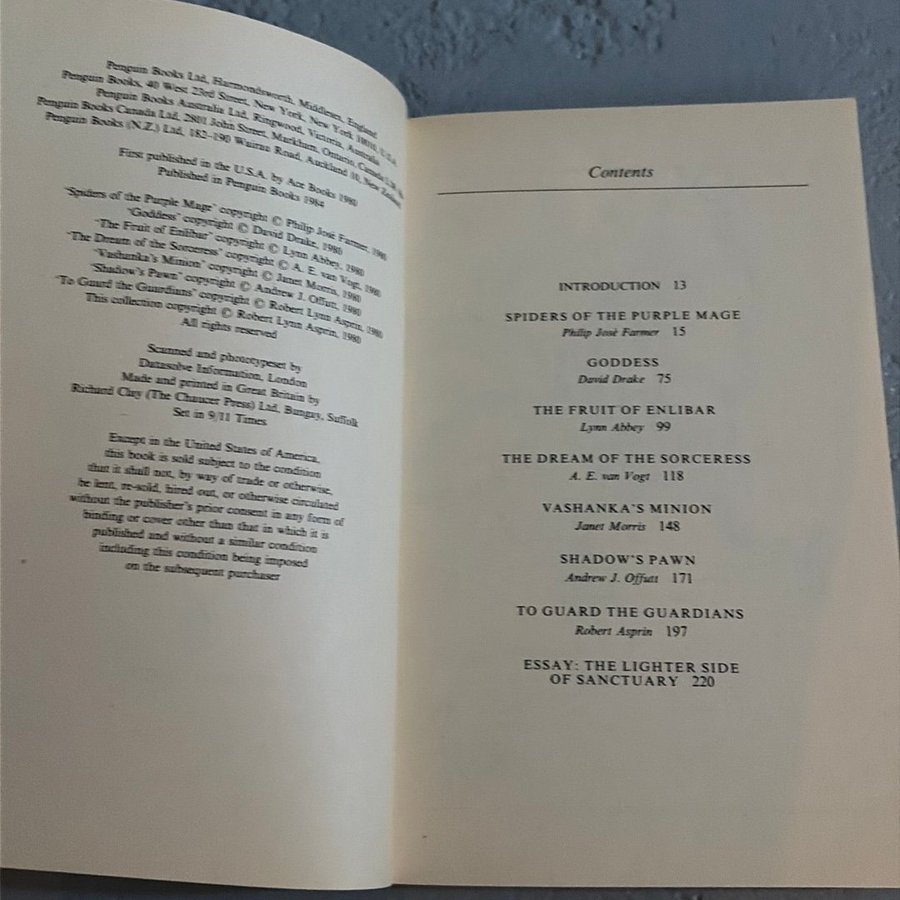 Penguin Books Ltd, Harmondsworth, Middlesex, England
Penguin Books, 40 West 23rd Street, New York, New York 10010, U.S.A.
Penguin Books Australia Ltd, Ringwood, Victoria, Australia
Penguin Books Canada Ltd, 2801 John Street, Markham, Ontario, Canada
Penguin Books (N.Z.) Ltd, 182–190 Wairau Road, Auckland 10, New Zealand
First published in the U.S.A. by Ace Books 1980
Published in Penguin Books 1984
'Spiders of the Purple Mage' copyright © Philip José Farmer, 1980
'Goddess' copyright © David Drake, 1980
'The Fruit of Enlibar' copyright © Lynn Abbey, 1980
'The Dream of the Sorceress' copyright © A. E. van Vogt, 1980
'Vashanka's Minion' copyright © Janet Morris, 1980
'Shadow's Pawn' copyright © Andrew J. Offutt, 1980
'To Guard the Guardians' copyright © Robert Lynn Asprin, 1980
This collection copyright © Robert Lynn Asprin, 1980
All rights reserved
Scanned and phototypeset by
Datasolve Information, London
Made and printed in Great Britain by
Richard Clay (The Chaucer Press) Ltd, Bungay, Suffolk
Set in 9/11 Times
Except in the United States of America,
this book is sold subject to the condition
that it shall not, by way of trade or otherwise,
be lent, re-sold, hired out, or otherwise circulated
without the publisher's prior consent in any form of
binding or cover other than that in which it is
published and without a similar condition
including this condition being imposed
on the subsequent purchaser
Contents
INTRODUCTION 13
SPIDERS OF THE PURPLE MAGE
Philip José Farmer 15
GODDESS
David Drake 75
THE FRUIT OF ENLIBAR
Lynn Abbey 99
THE DREAM OF THE SORCERESS
A. E. van Vogt 118
VASHANKA'S MINION
Janet Morris 148
SHADOW'S PAWN
Andrew J. Offutt 171
TO GUARD THE GUARDIANS
Robert Asprin 197
ESSAY: THE LIGHTER SIDE
OF SANCTUARY 220